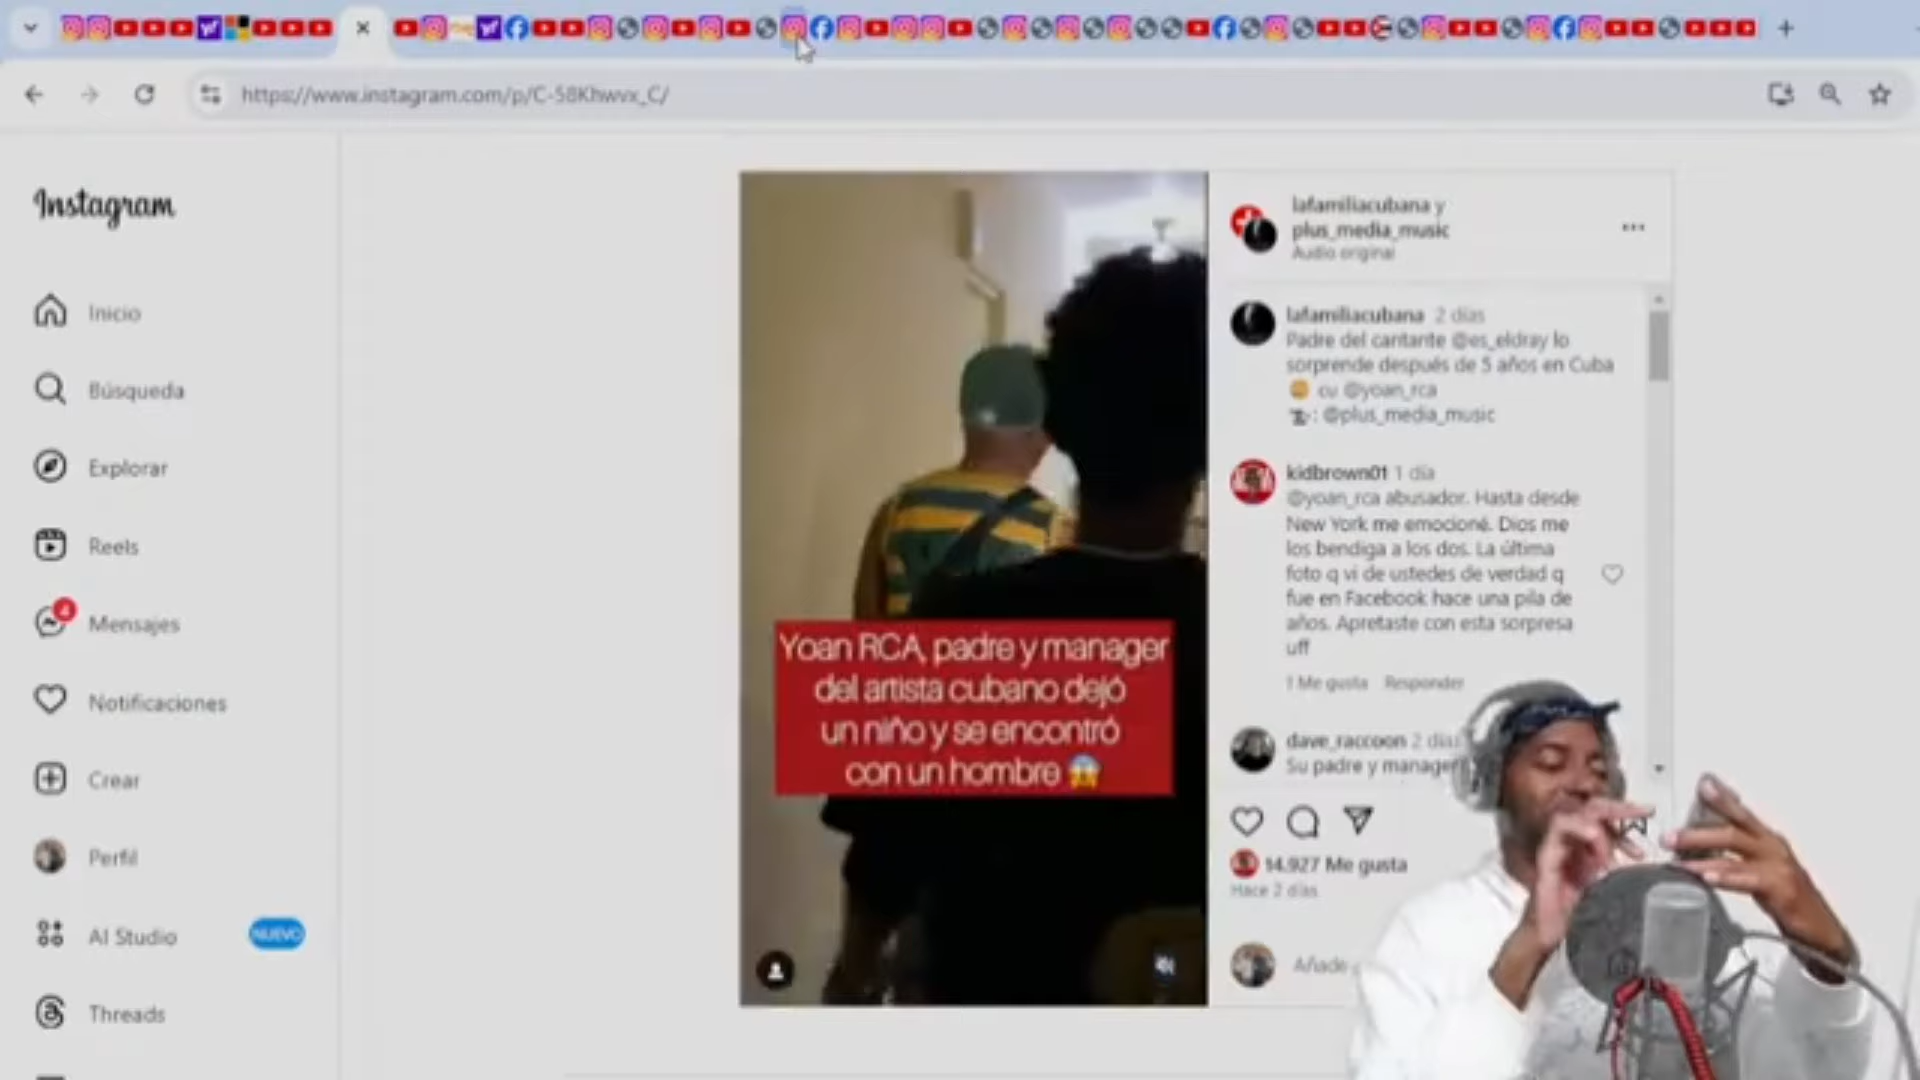 https://www.instagram.com/p/C-58Khwvx_C/
Instagram
Inicio
Búsqueda
Explorar
Reels
4
Mensajes
Notificaciones
Crear
Perfil
AI Studio
NUEVO
Threads
Yoan RCA, padre y manager
del artista cubano dejó
un niño y se encontró
con un hombre 😱
lafamiliacubana y
plus_media_music
Audio original
lafamiliacubana 2 días
Padre del cantante @es_eldray lo
sorprende después de 5 años en Cuba
cu @yoan_rca
: @plus_media_music
kidbrown01 1 día
@yoan_rca abusador. Hasta desde
New York me emocioné. Dios me
los bendiga a los dos. La última
foto q vi de ustedes de verdad q
fue en Facebook hace una pila de
años. Apretaste con esta sorpresa
uff
1 Me gusta Responder
dave_raccoon 2 días
Su padre y manager
14.927 Me gusta
Hace 2 días
Añade